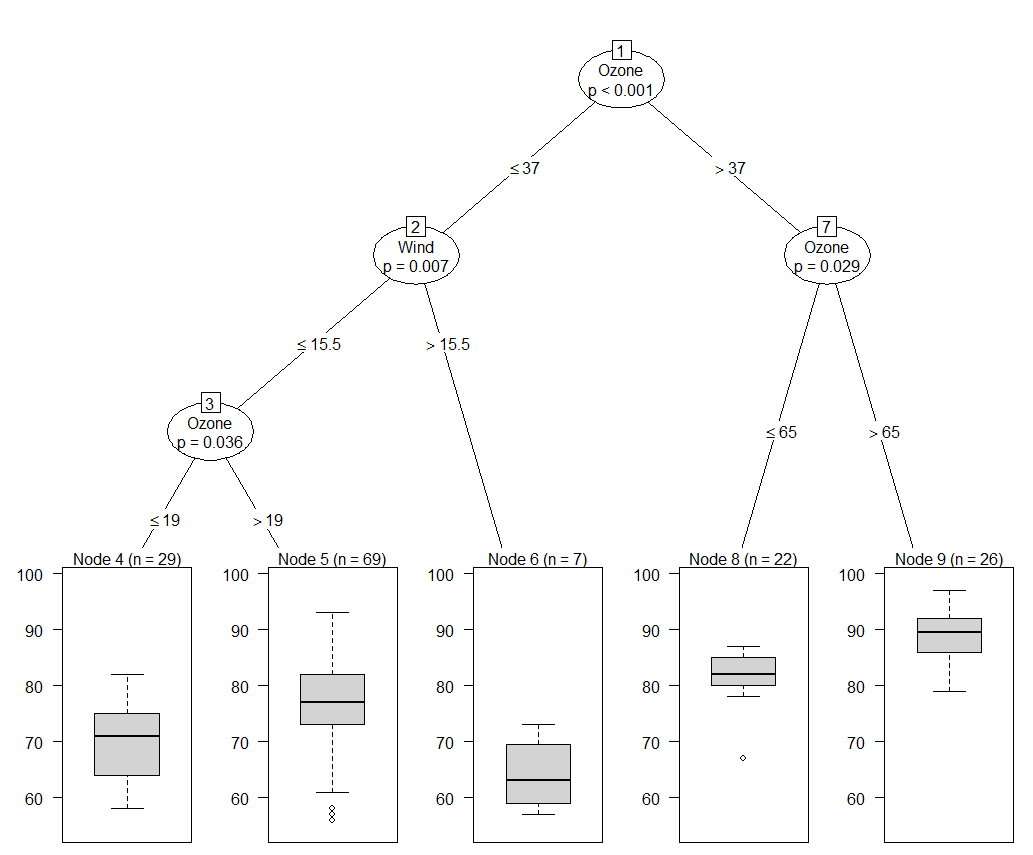 1
Ozone
p < 0.001
≤ 37
> 37
2
Wind
p = 0.007
7
Ozone
p = 0.029
≤ 15.5
> 15.5
3
Ozone
p = 0.036
≤ 65
> 65
≤ 19
> 19
Node 4 (n = 29)
100
90
80
70
60
Node 5 (n = 69)
100
90
80
70
60
Node 6 (n = 7)
100
90
80
70
60
Node 8 (n = 22)
100
90
80
70
60
Node 9 (n = 26)
100
90
80
70
60